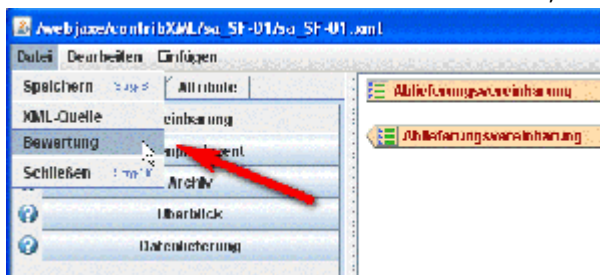 /webjaxe/contribXML/sa_SF-01/sa_SF-01.xml
Datei Bearbeiten Einfügen
Speichern
Attribute
Ablieferungsvereinbarung
XML-Quelle
einbarung
Bewertung
Ablieferungsvereinbarung
Schließen
Archiv
Überblick
Datenlieferung